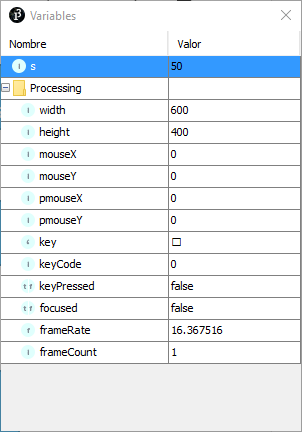 Variables
Nombre Valor
s 50
Processing
width 600
height 400
mouseX 0
mouseY 0
pmouseX 0
pmouseY 0
key □
keyCode 0
keyPressed false
focused false
frameRate 16.367516
frameCount 1